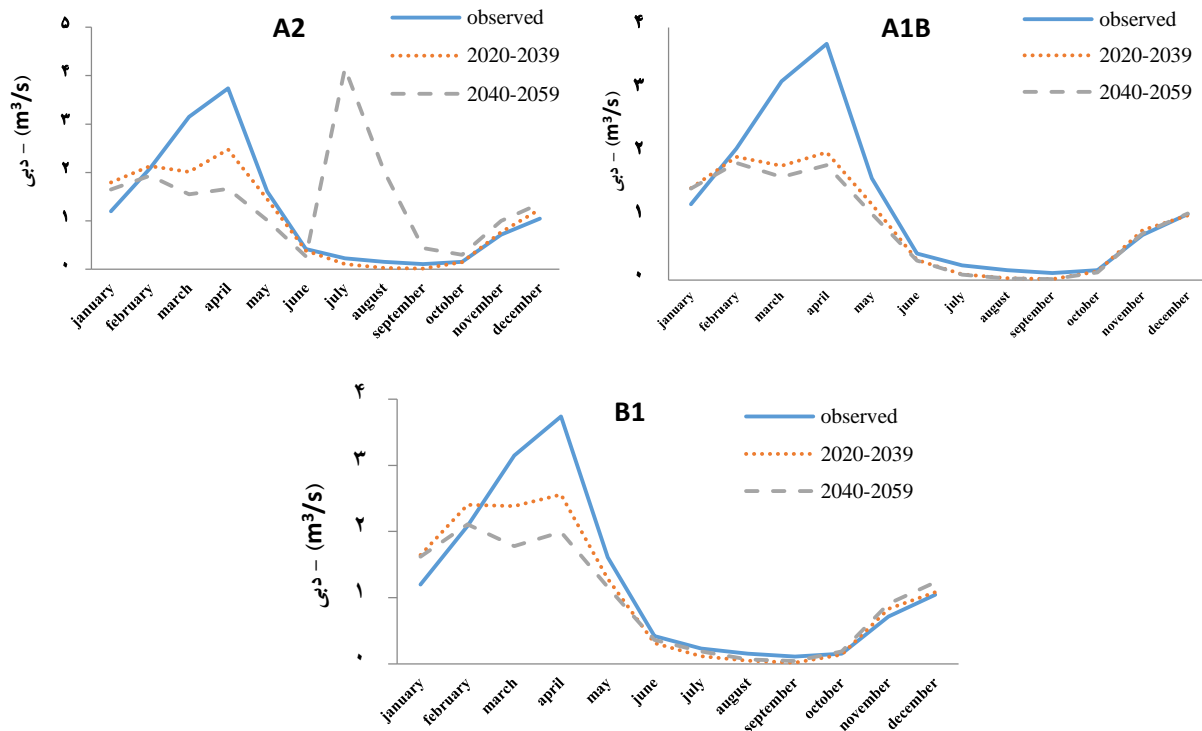 A2
observed
2020-2039
2040-2059
دبی - (m³/s)
۵
۴
۳
۲
۱
۰
january
february
march
april
may
june
july
august
september
october
november
december
A1B
observed
2020-2039
2040-2059
دبی - (m³/s)
۴
۳
۲
۱
۰
january
february
march
april
may
june
july
august
september
october
november
december
B1
observed
2020-2039
2040-2059
دبی - (m³/s)
۴
۳
۲
۱
۰
january
february
march
april
may
june
july
august
september
october
november
december